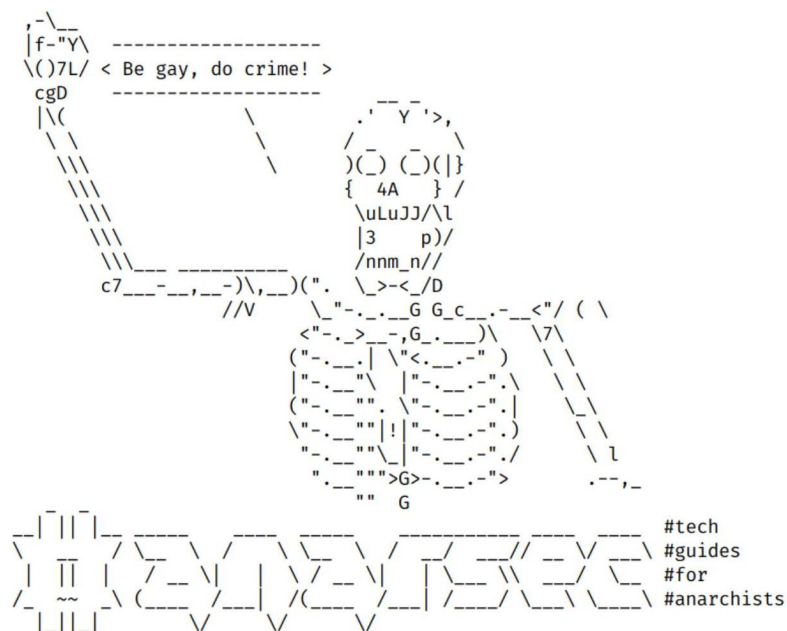 Be gay, do crime!
#anarsec
#tech
#guides
#for
#anarchists